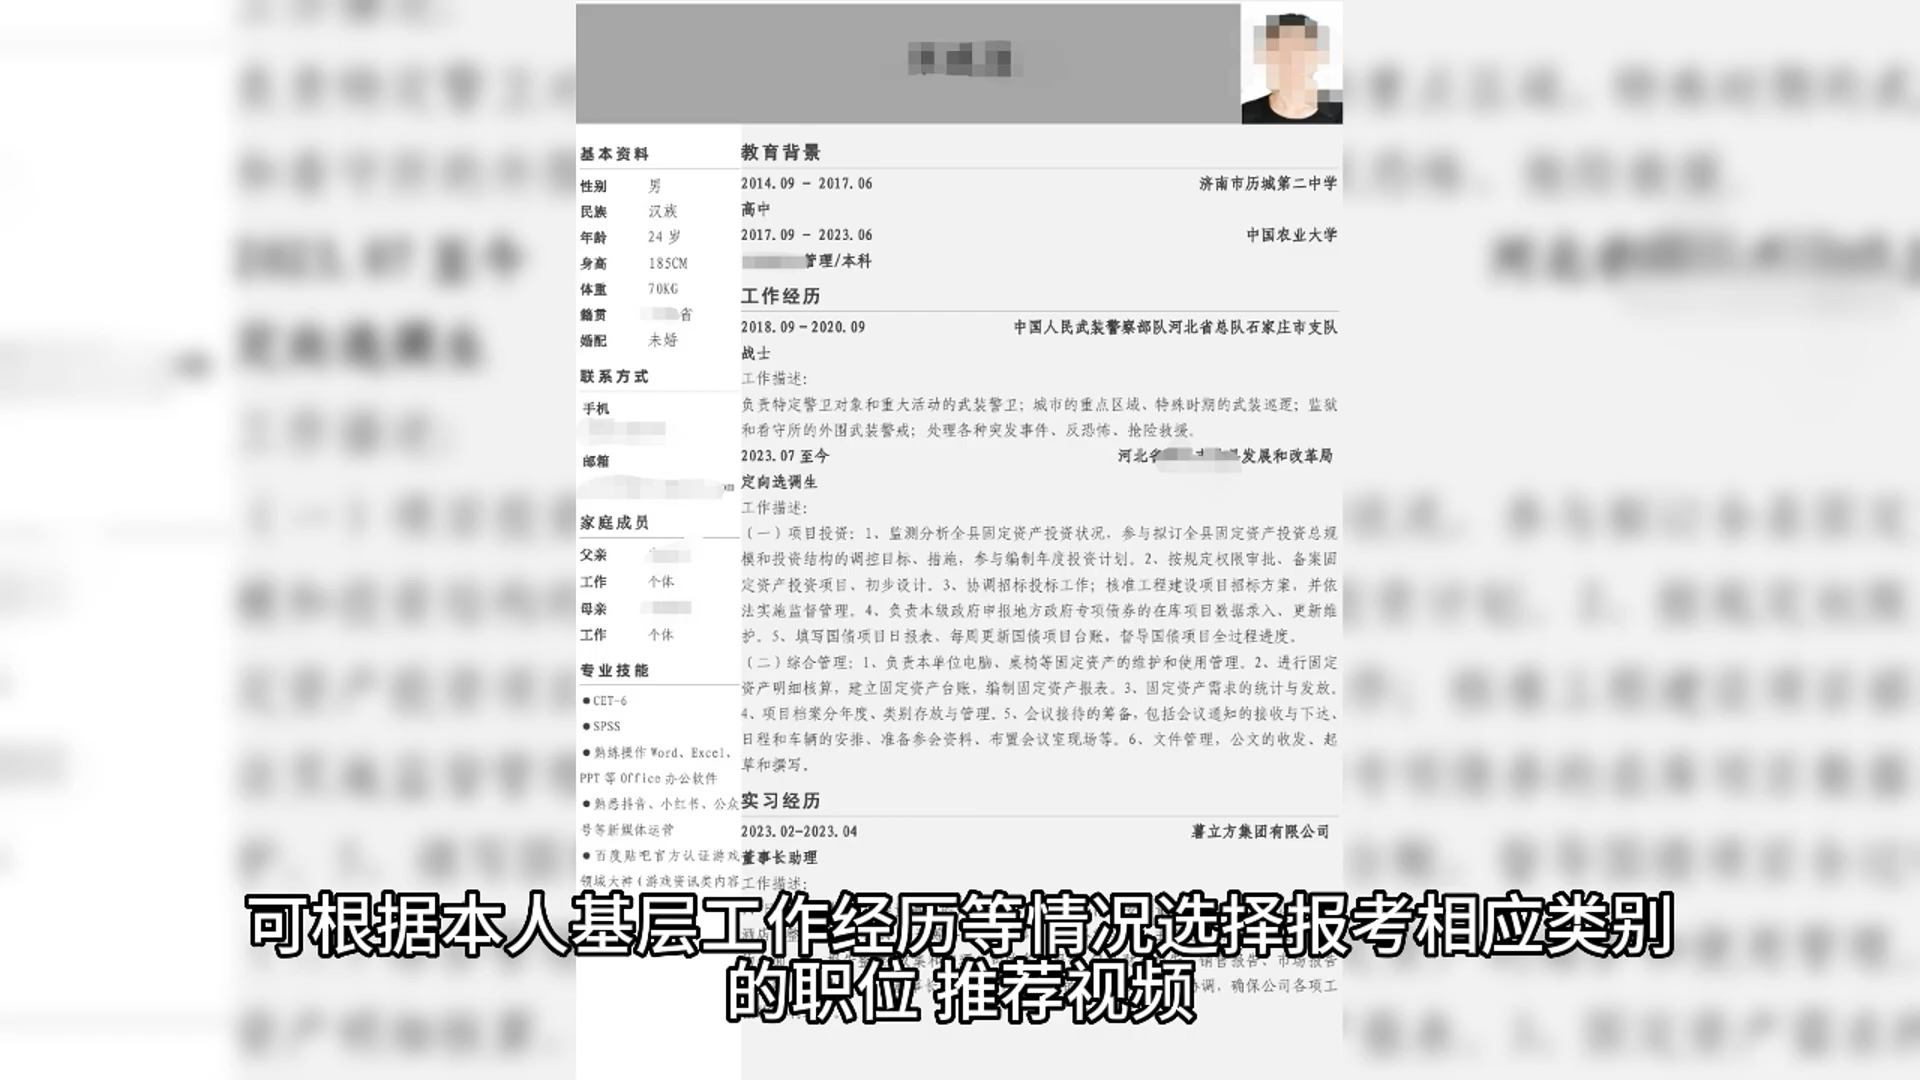 基本资料
性别 男
民族 汉族
年龄 24 岁
身高 185CM
体重 70KG
籍贯 省
婚配 未婚
联系方式
手机
邮箱
家庭成员
父亲
工作 个体
母亲
工作 个体
专业技能
●CET-6
●SPSS
●熟练操作 Word、Excel、
PPT 等 Office 办公软件
●熟悉抖音、小红书、公众
号等新媒体运营
●百度贴吧官方认证游戏
领域大神（游戏资讯类内容
教育背景
2014.09 - 2017.06 济南市历城第二中学
高中
2017.09 - 2023.06 中国农业大学
管理/本科
工作经历
2018.09-2020.09 中国人民武装警察部队河北省总队石家庄市支队
战士
工作描述:
负责特定警卫对象和重大活动的武装警卫；城市的重点区域、特殊时期的武装巡逻；监狱
和看守所的外围武装警戒；处理各种突发事件、反恐怖、抢险救援。
2023.07 至今 河北省 发展和改革局
定向选调生
工作描述:
（一）项目投资：1、监测分析全县固定资产投资状况，参与拟订全县固定资产投资总规
模和投资结构的调控目标、措施，参与编制年度投资计划。2、按规定权限审批、备案固
定资产投资项目、初步设计。3、协调招标投标工作；核准工程建设项目招标方案，并依
法实施监督管理。4、负责本级政府申报地方政府专项债券的在库项目数据录入、更新维
护。5、填写国债项目日报表、每周更新国债项目台账，督导国债项目全过程进度。
（二）综合管理：1、负责本单位电脑、桌椅等固定资产的维护和使用管理。2、进行固定
资产明细核算，建立固定资产台账，编制固定资产报表。3、固定资产需求的统计与发放。
4、项目档案分年度、类别存放与管理。5、会议接待的筹备，包括会议通知的接收与下达、
日程和车辆的安排、准备参会资料、布置会议室现场等。6、文件管理，公文的收发、起
草和撰写。
实习经历
2023.02-2023.04 薯立方集团有限公司
董事长助理
工作描述:
销售报告、市场报告
协调，确保公司各项工
可根据本人基层工作经历等情况选择报考相应类别
的职位 推荐视频